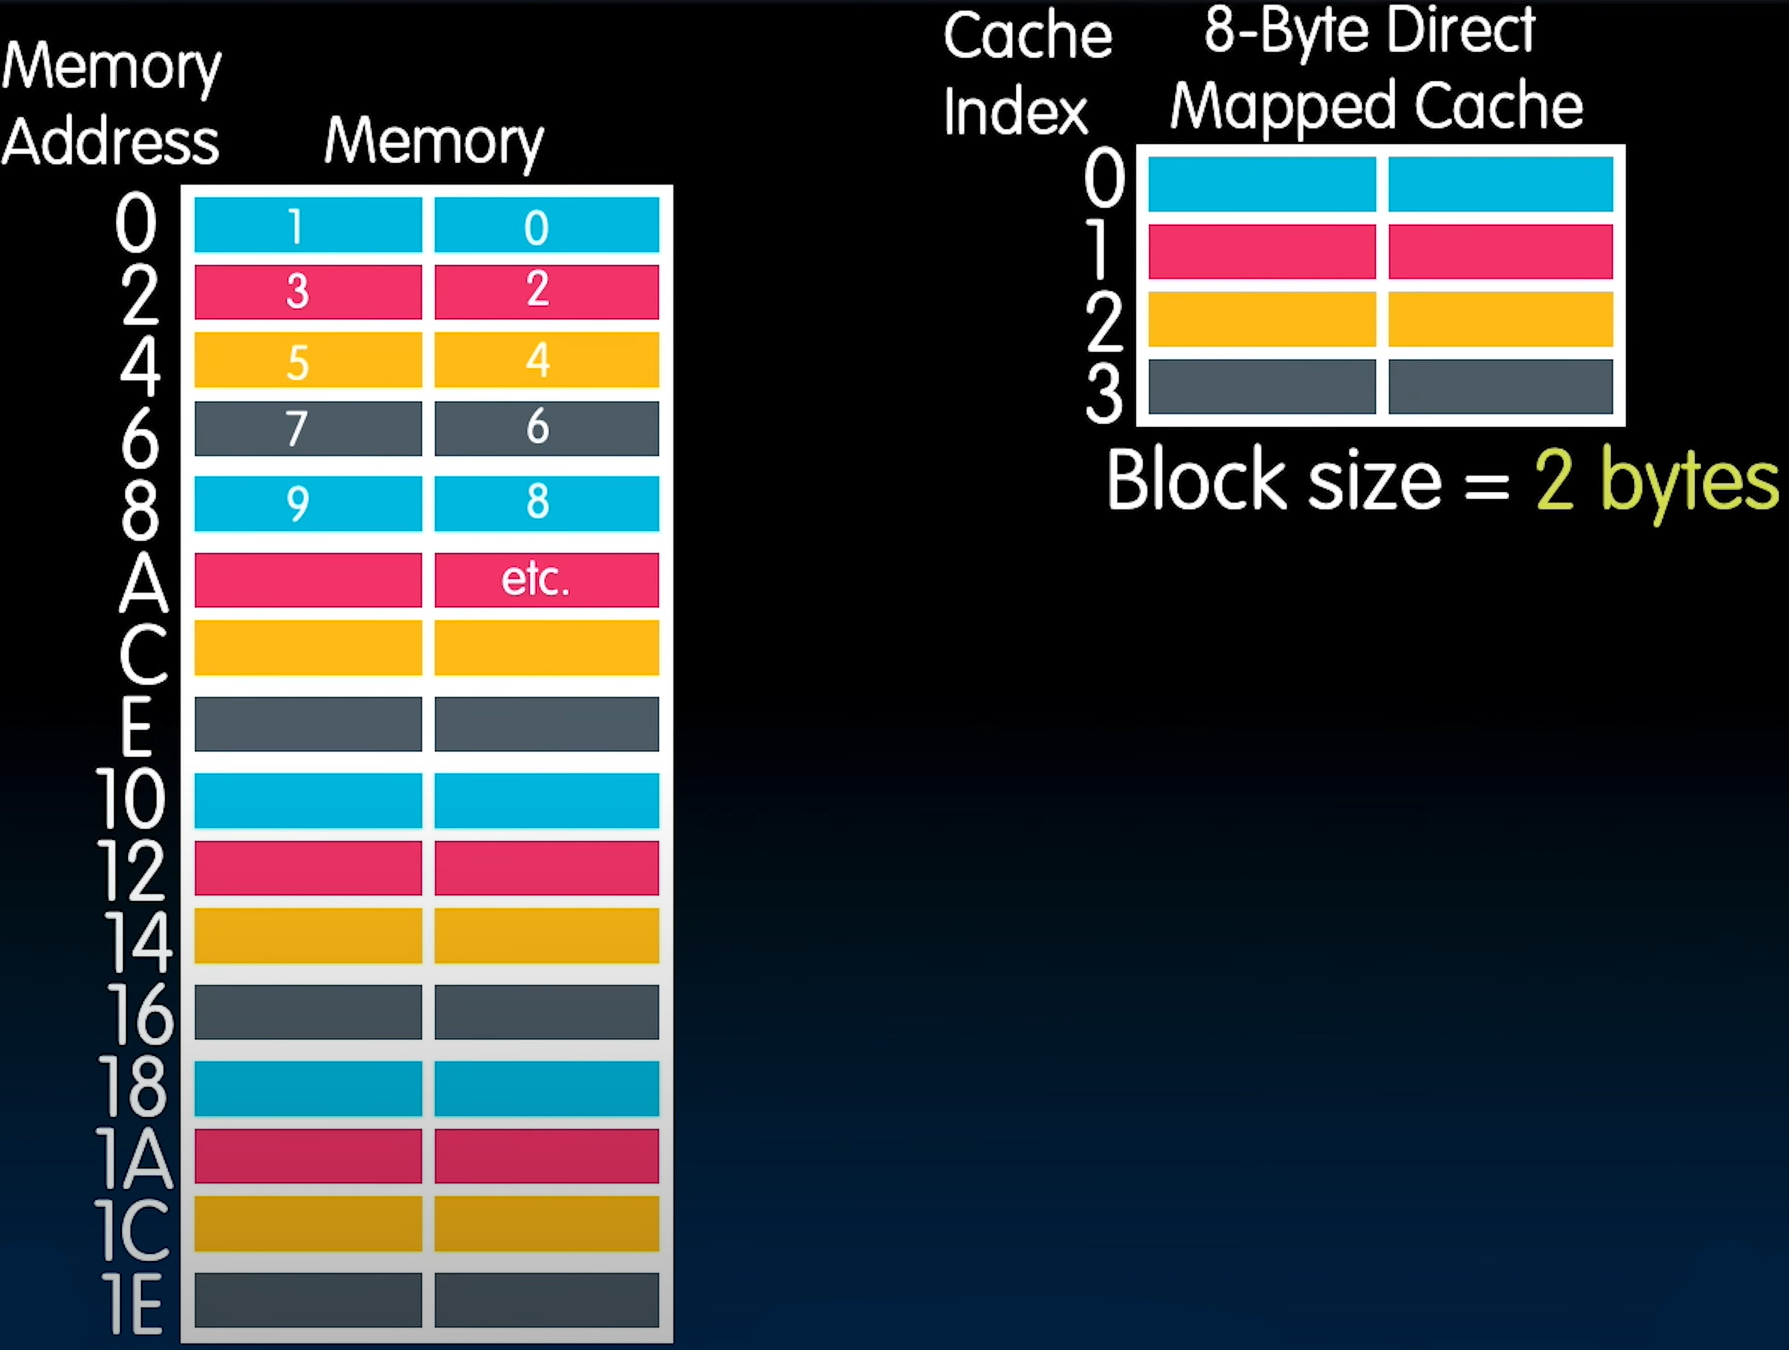 Memory
Address
Memory
0 1 0
2 3 2
4 5 4
6 7 6
8 9 8
A etc.
C
E
10
12
14
16
18
1A
1C
1E
Cache
Index
8-Byte Direct
Mapped Cache
0
1
2
3
Block size = 2 bytes